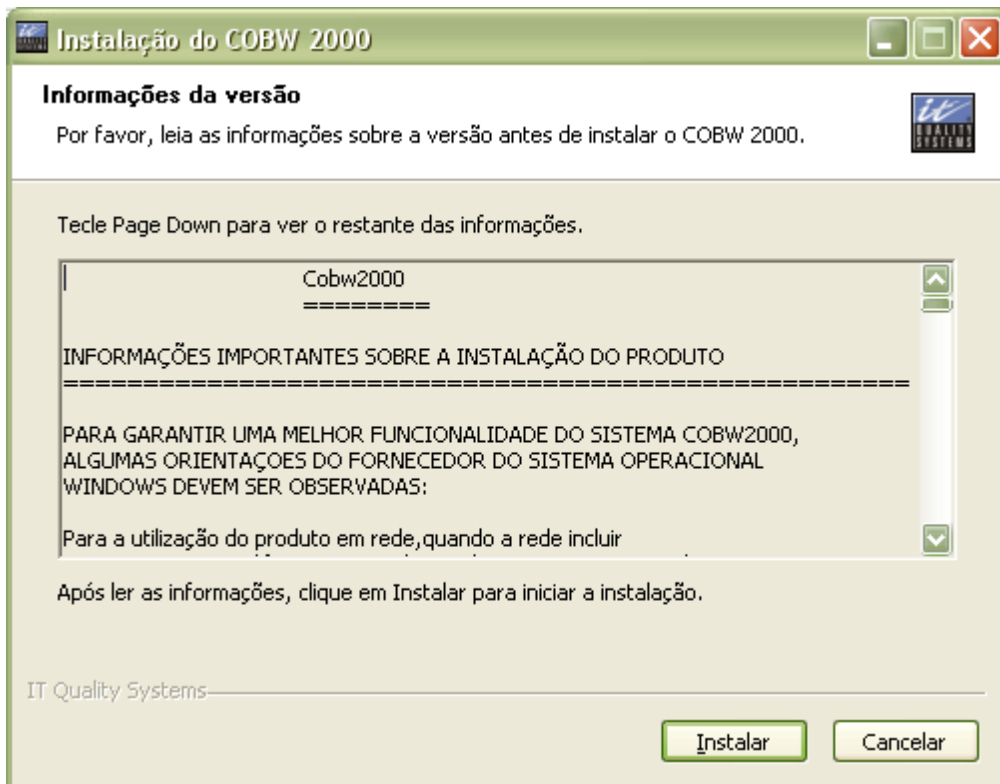 Instalação do COBW 2000
Informações da versão
Por favor, leia as informações sobre a versão antes de instalar o COBW 2000.
it
QUALITY
SYSTEMS
Tecle Page Down para ver o restante das informações.
Cobw2000
========
INFORMAÇÕES IMPORTANTES SOBRE A INSTALAÇÃO DO PRODUTO
=====================================================
PARA GARANTIR UMA MELHOR FUNCIONALIDADE DO SISTEMA COBW2000,
ALGUMAS ORIENTAÇOES DO FORNECEDOR DO SISTEMA OPERACIONAL
WINDOWS DEVEM SER OBSERVADAS:
Para a utilização do produto em rede,quando a rede incluir
Após ler as informações, clique em Instalar para iniciar a instalação.
IT Quality Systems
Instalar
Cancelar